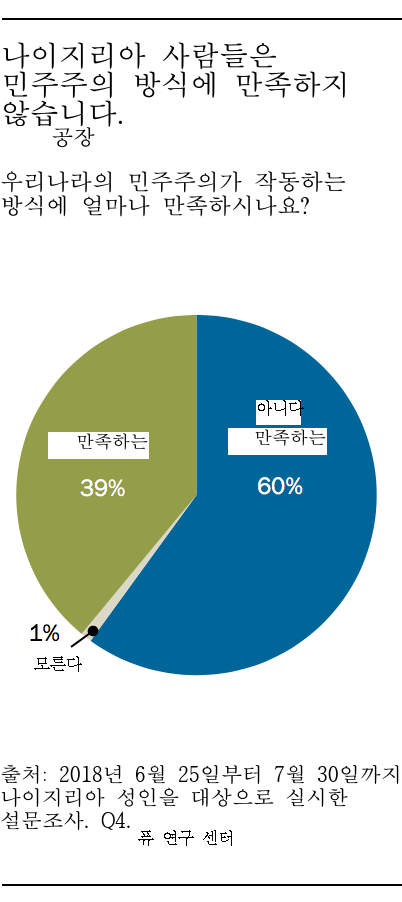 나이지리아 사람들은
민주주의 방식에 만족하지
않습니다.
공장
우리나라의 민주주의가 작동하는
방식에 얼마나 만족하시나요?
아니다
만족하는
만족하는
39%
60%
1%
모른다
출처: 2018년 6월 25일부터 7월 30일까지
나이지리아 성인을 대상으로 실시한
설문조사. Q4.
퓨 연구 센터